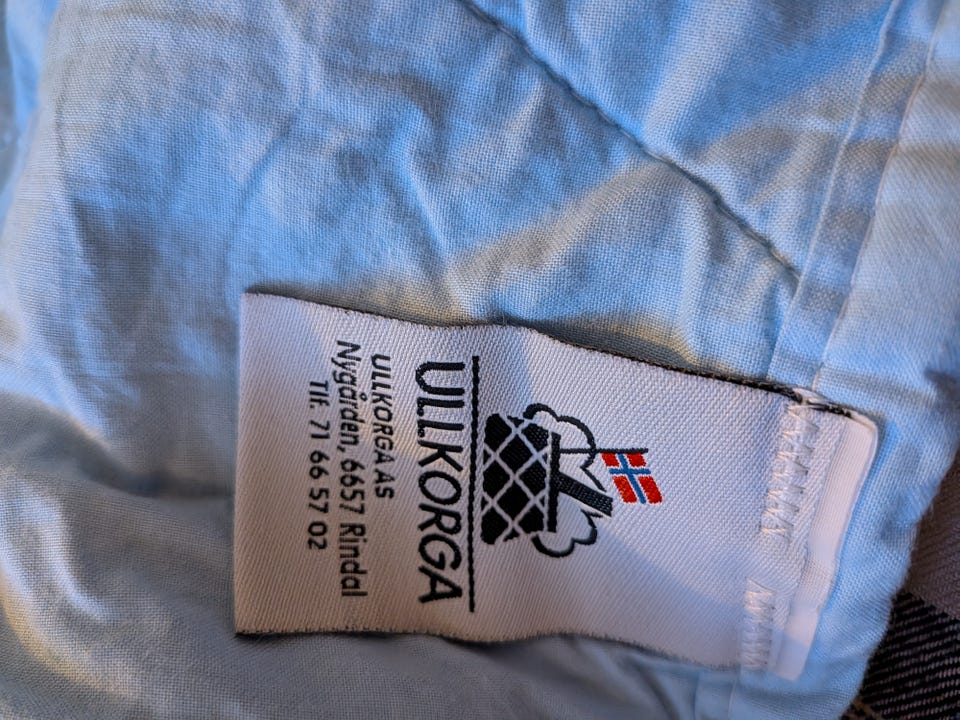 ULLKORGA
ULLKORGA AS
Nygården, 6657 Rindal
Tlf. 71 66 57 02